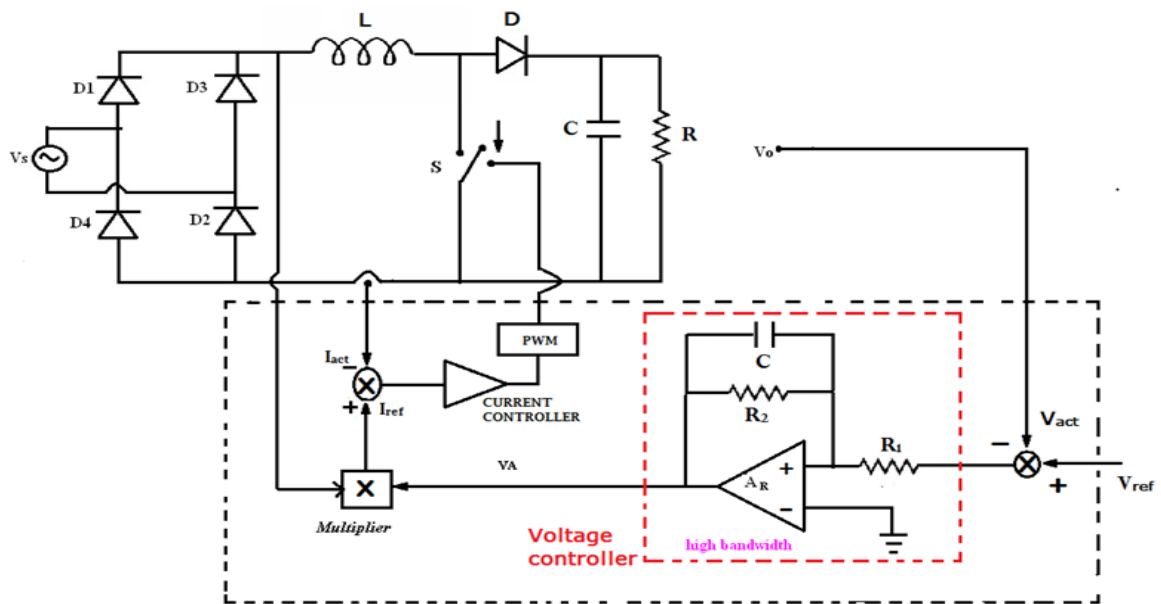 L
D
D1
D3
Vs
S
C
R
Vo
D4
D2
PWM
Iact
−
+
Iref
CURRENT
CONTROLLER
C
R2
R1
Vact
−
+
Vref
VA
AR
+
−
X
Multiplier
Voltage
controller
high bandwidth